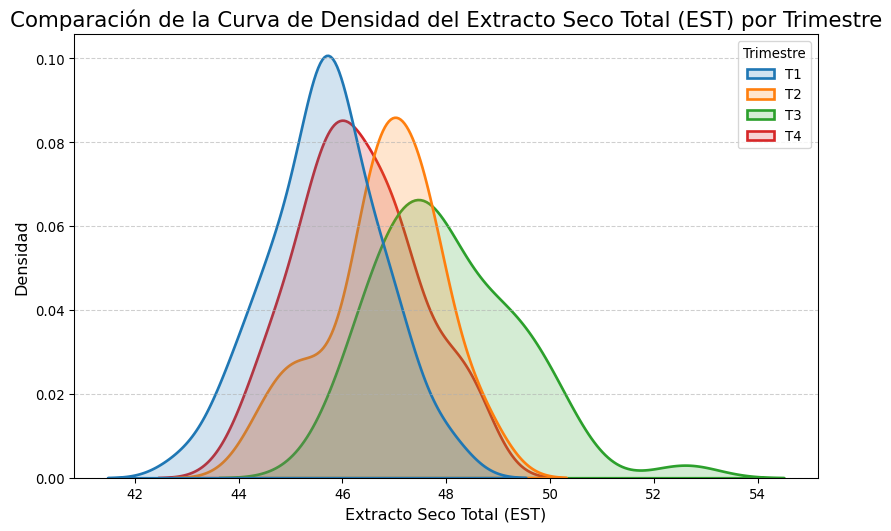 Comparación de la Curva de Densidad del Extracto Seco Total (EST) por Trimestre
Trimestre
T1
T2
T3
T4
Densidad
0.10
0.08
0.06
0.04
0.02
0.00
42 44 46 48 50 52 54
Extracto Seco Total (EST)